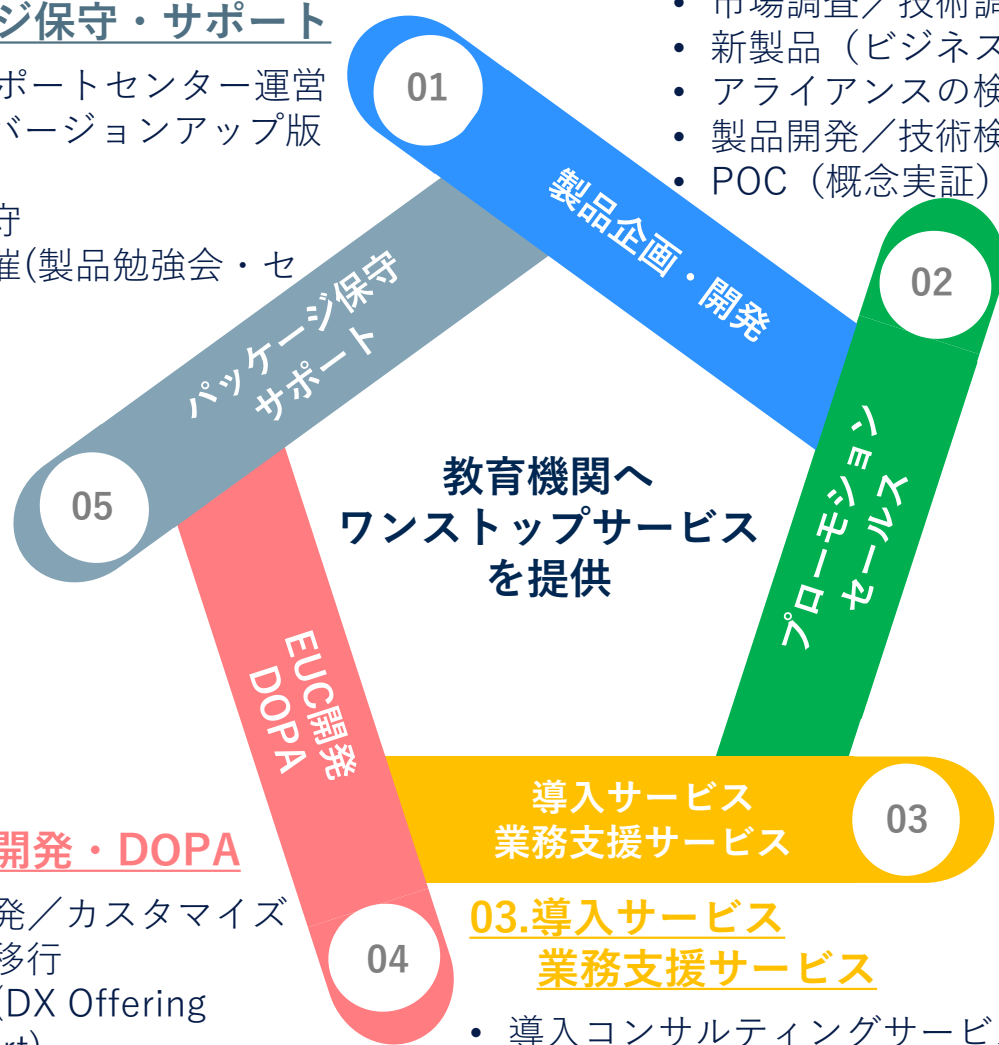 ジ保守・サポート
ポートセンター運営
バージョンアップ版
守
催(製品勉強会・セ
市場調査／技術調
• 新製品（ビジネス
• アライアンスの検
• 製品開発／技術検
• POC（概念実証）
01
製品企画・開発
02
プローモション
セールス
パッケージ保守
サポート
05
教育機関へ
ワンストップサービス
を提供
EUC開発
DOPA
導入サービス
業務支援サービス
03
04
開発・DOPA
発／カスタマイズ
移行
(DX Offering
rt)
03.導入サービス
業務支援サービス
• 導入コンサルティングサービ